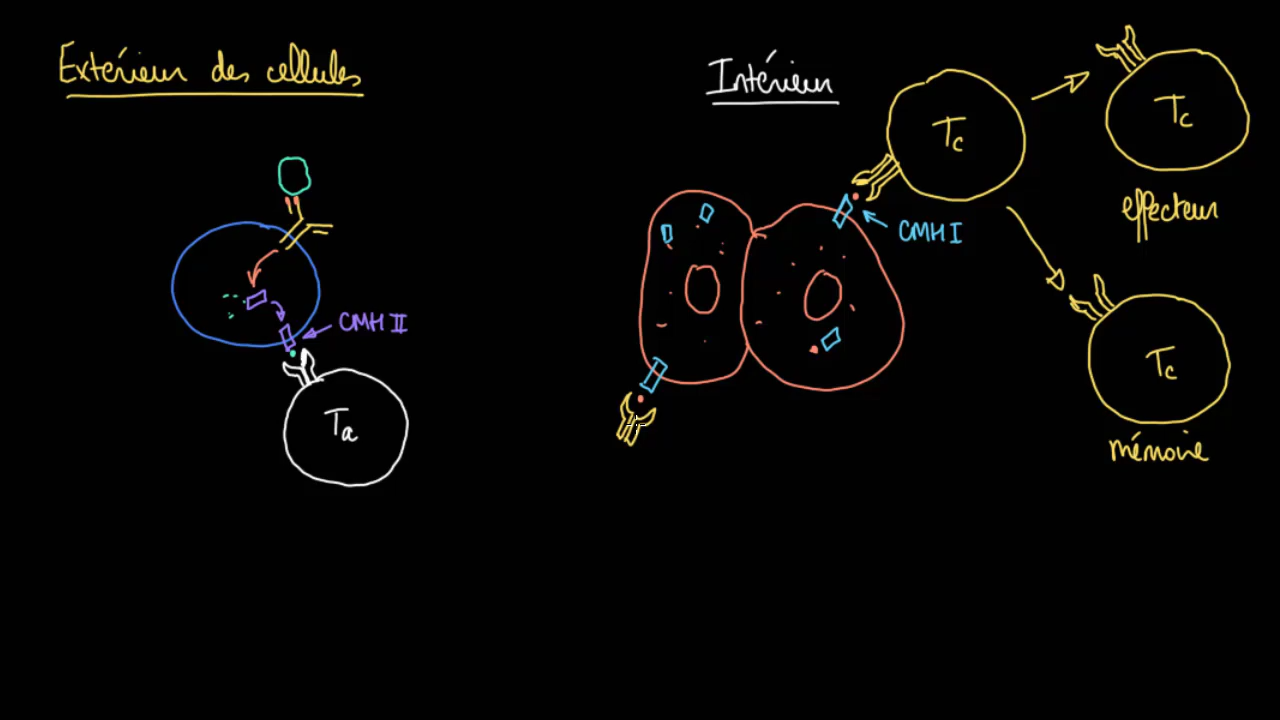 Extérieur des cellules
CMH II
Ta
Intérieur
Tc
CMH I
Tc
effecteur
Tc
mémoire